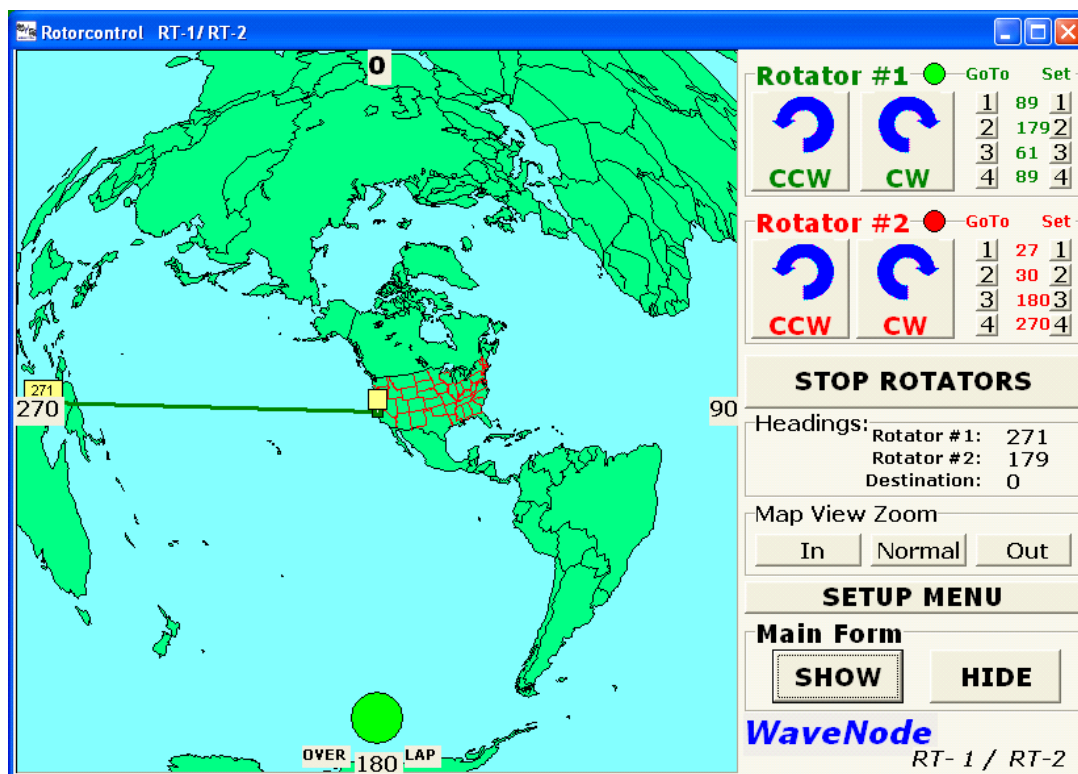 Rotorcontrol RT-1/ RT-2
0
271
270
90
OVER 180 LAP
Rotator #1 GoTo Set
1 89 1
2 179 2
3 61 3
4 89 4
CCW CW
Rotator #2 GoTo Set
1 27 1
2 30 2
3 180 3
4 270 4
CCW CW
STOP ROTATORS
Headings:
Rotator #1: 271
Rotator #2: 179
Destination: 0
Map View Zoom
In Normal Out
SETUP MENU
Main Form
SHOW HIDE
WaveNode
RT- 1 / RT-2